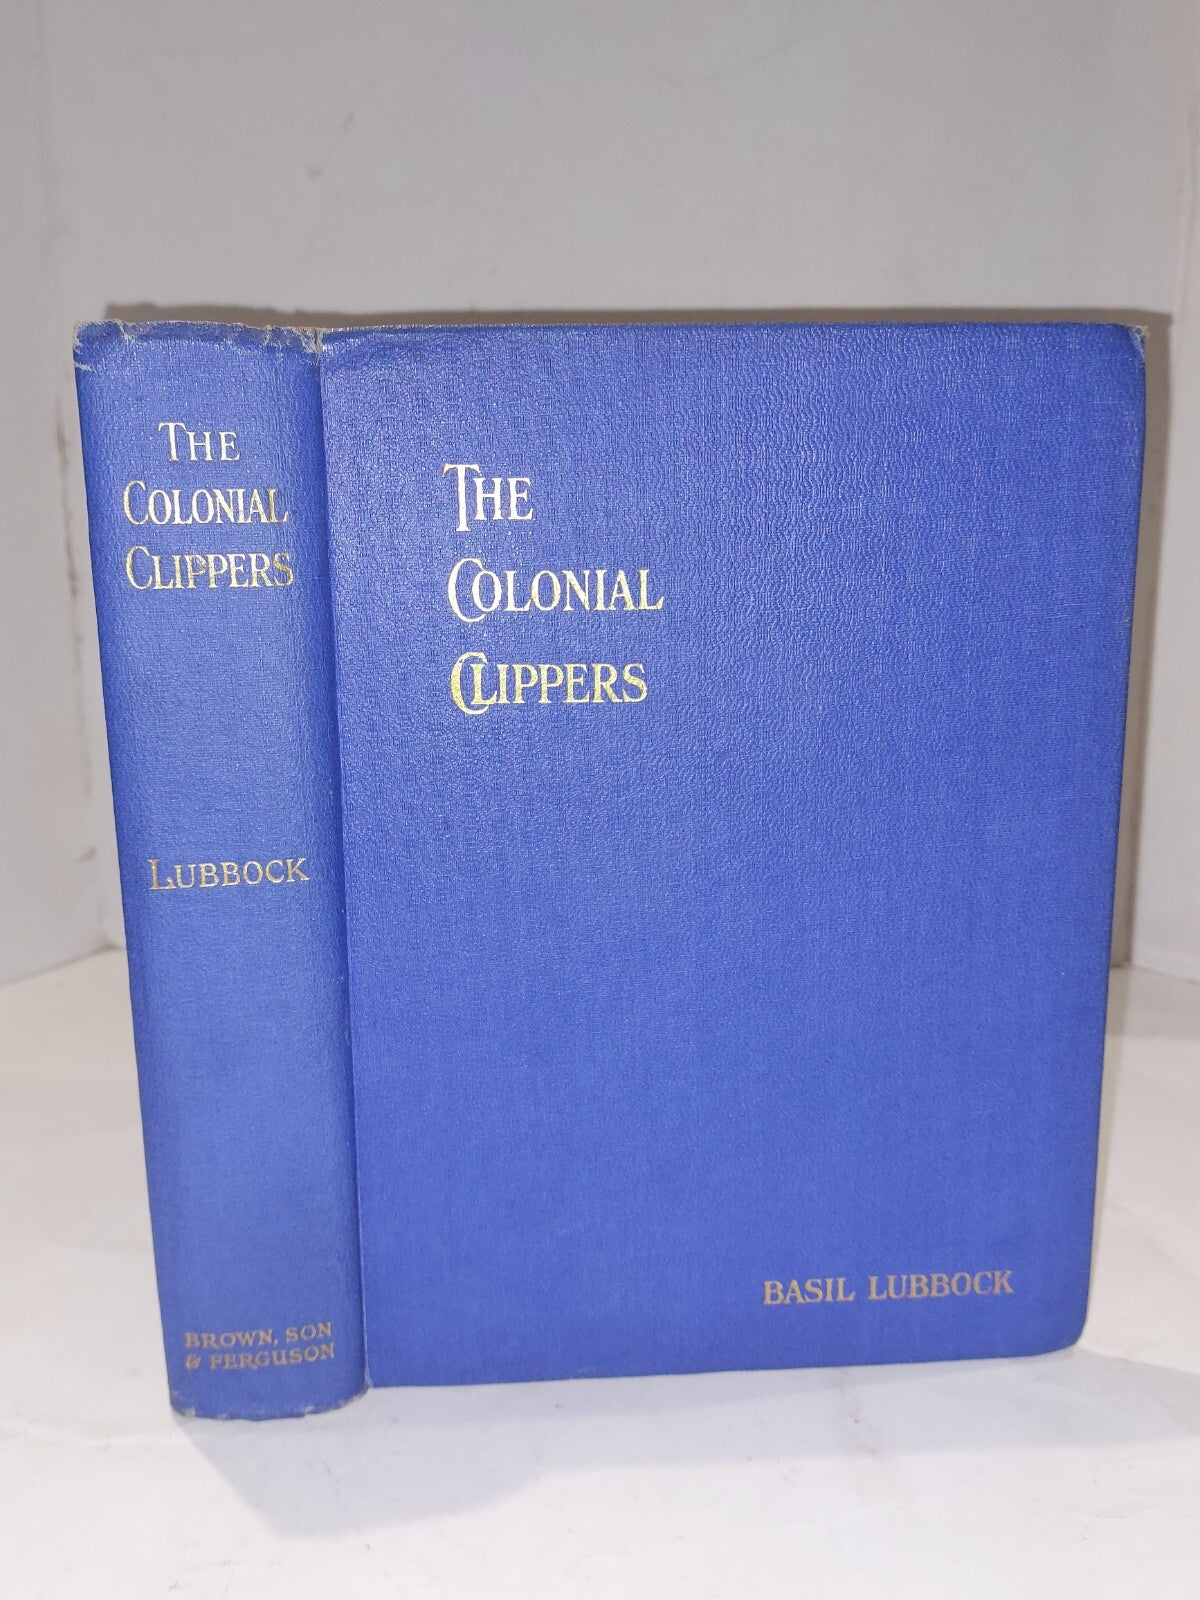 THE
COLONIAL
CLIPPERS
LUBBOCK
BROWN, SON
& FERGUSON
THE
COLONIAL
CLIPPERS
BASIL LUBBOCK